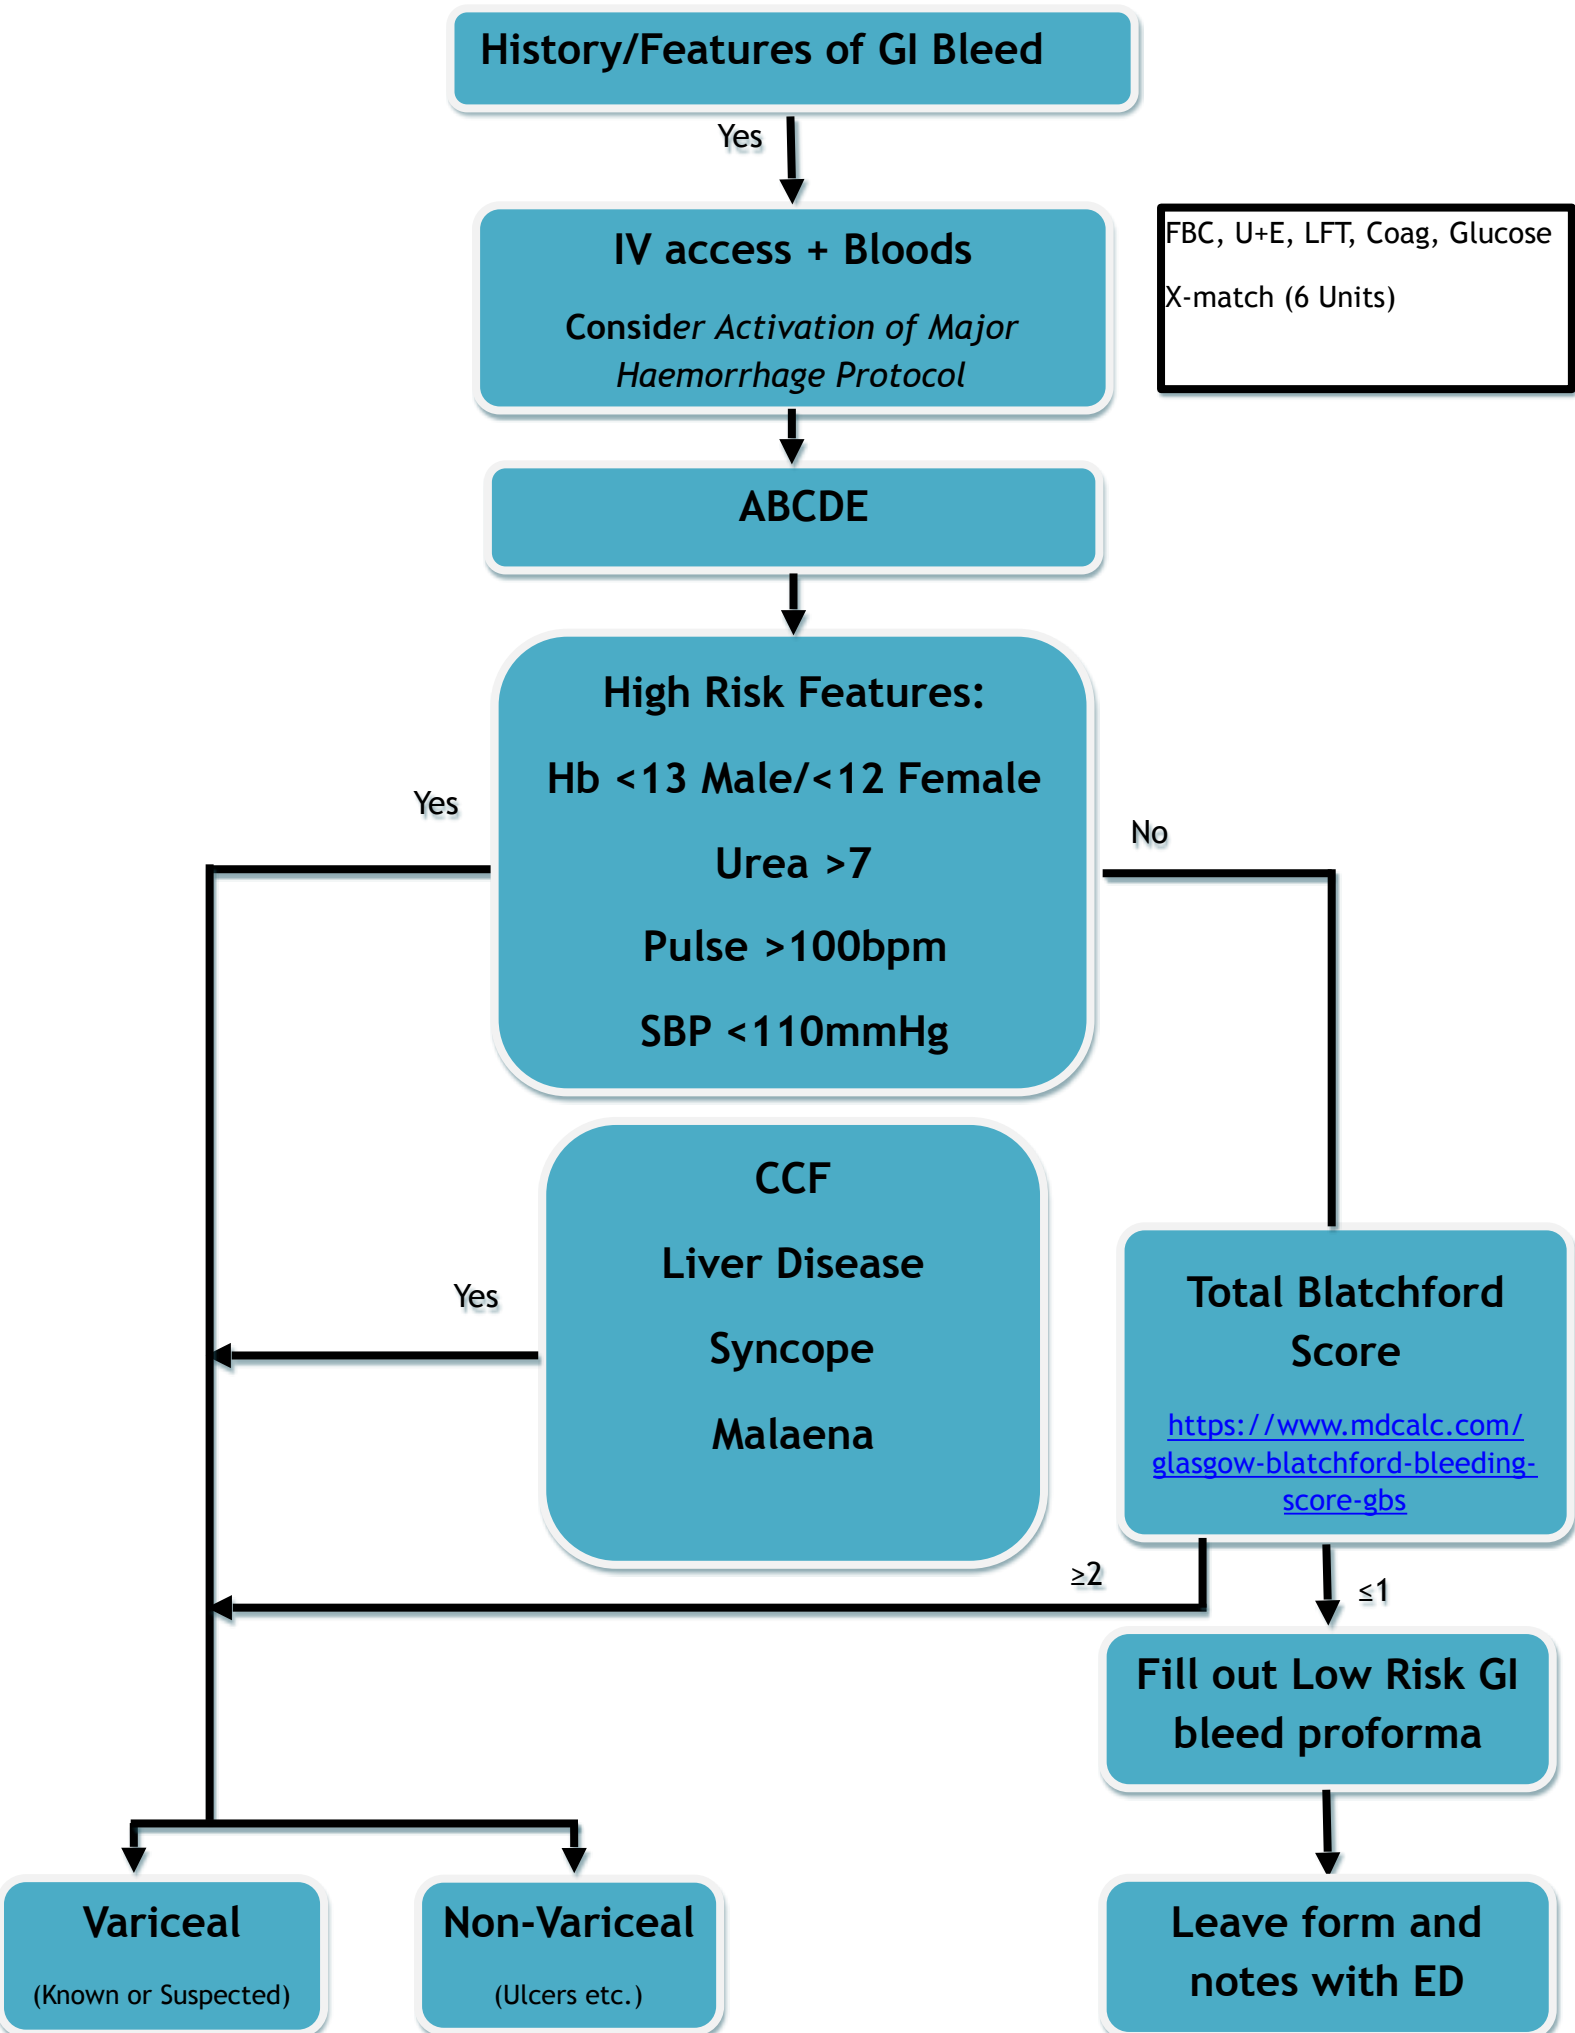 History/Features of GI Bleed
Yes
IV access + Bloods
Consider Activation of Major
Haemorrhage Protocol
FBC, U+E, LFT, Coag, Glucose
X-match (6 Units)
ABCDE
High Risk Features:
Hb <13 Male/<12 Female
Urea >7
Pulse >100bpm
SBP <110mmHg
Yes
No
CCF
Liver Disease
Syncope
Malaena
Yes
Total Blatchford
Score
https://www.mdcalc.com/
glasgow-blatchford-bleeding-
score-gbs
≥2
≤1
Fill out Low Risk GI
bleed proforma
Variceal
(Known or Suspected)
Non-Variceal
(Ulcers etc.)
Leave form and
notes with ED